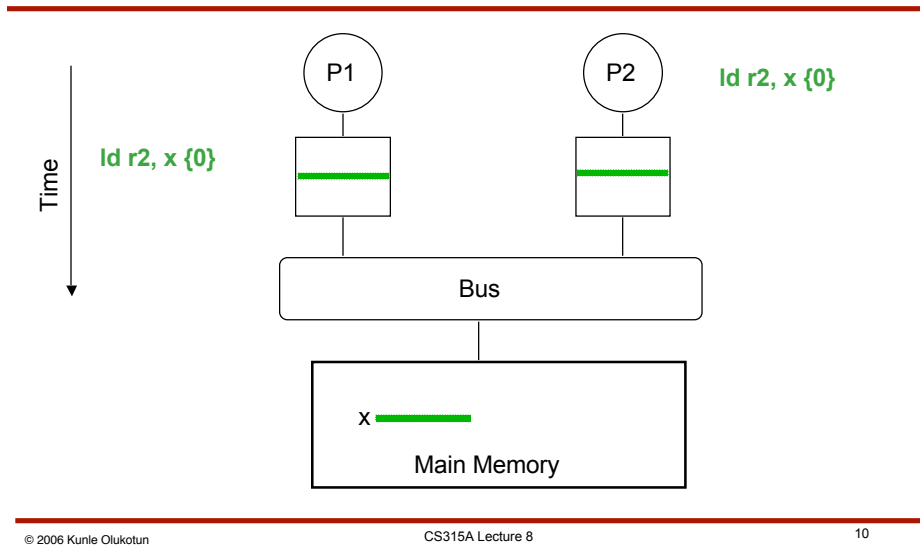 P1
P2
ld r2, x {0}
ld r2, x {0}
Time
Bus
x
Main Memory
© 2006 Kunle Olukotun
CS315A Lecture 8
10